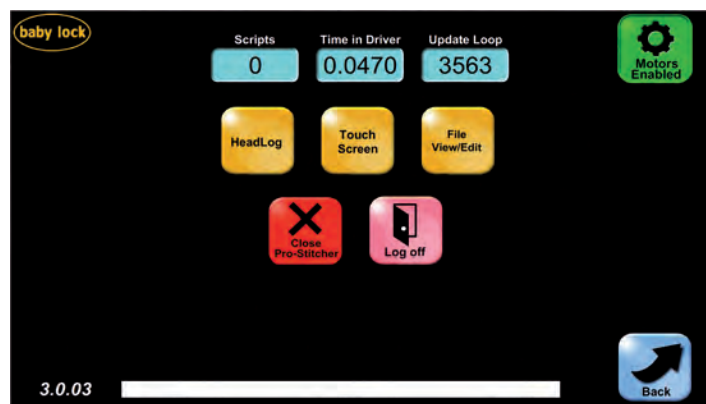 baby lock
Scripts
Time in Driver
Update Loop
0
0.0470
3563
Motors
Enabled
HeadLog
Touch
Screen
File
View/Edit
Close
Pro-Stitcher
Log off
3.0.03
Back